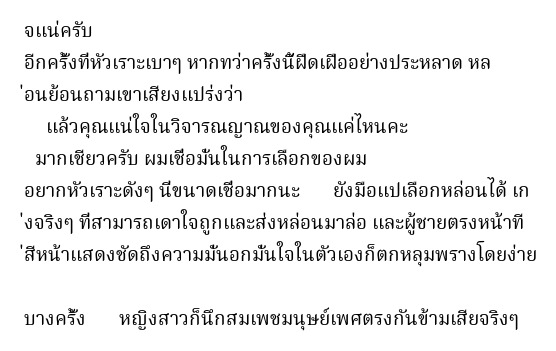 จแน่ครับ
อีกครั้งที่หัวเราะเบาๆ หากทว่าครั้งนี้ฝืดเฝืออย่างประหลาด หล
่อนย้อนถามเขาเสียงแปร่งว่า
แล้วคุณแน่ใจในวิจารณญาณของคุณแค่ไหนคะ
มากเชียวครับ ผมเชื่อมั่นในการเลือกของผม
อยากหัวเราะดังๆ นี่ขนาดเชื่อมากนะ ยังมือแปเลือกหล่อนได้ เก
่งจริงๆ ที่สามารถเดาใจถูกและส่งหล่อนมาล่อ และผู้ชายตรงหน้าที
่สีหน้าแสดงชัดถึงความมั่นอกมั่นใจในตัวเองก็ตกหลุมพรางโดยง่าย
บางครั้ง หญิงสาวก็นึกสมเพชมนุษย์เพศตรงกันข้ามเสียจริงๆ